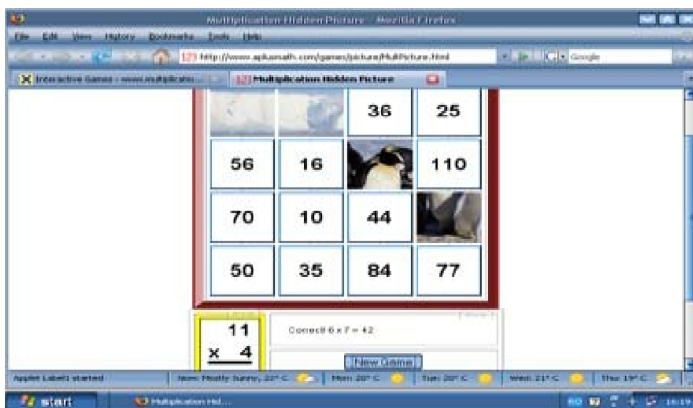 Multiplication Hidden Picture - Mozilla Firefox
File Edit View History Bookmarks Tools Help
http://www.aplusmath.com/games/picture/MultPicture.html
Google
Interactive Games - www.multiplicatio...
Multiplication Hidden Picture
36 25
56 16 110
70 10 44
50 35 84 77
11
x 4
Correct! 6 x 7 = 42
New Game
Applet Label1 started
Now: Mostly Sunny, 22° C
Mon: 20° C
Tue: 20° C
Wed: 21° C
Thu: 19° C
start
Multiplication Hid...
RO
16:19